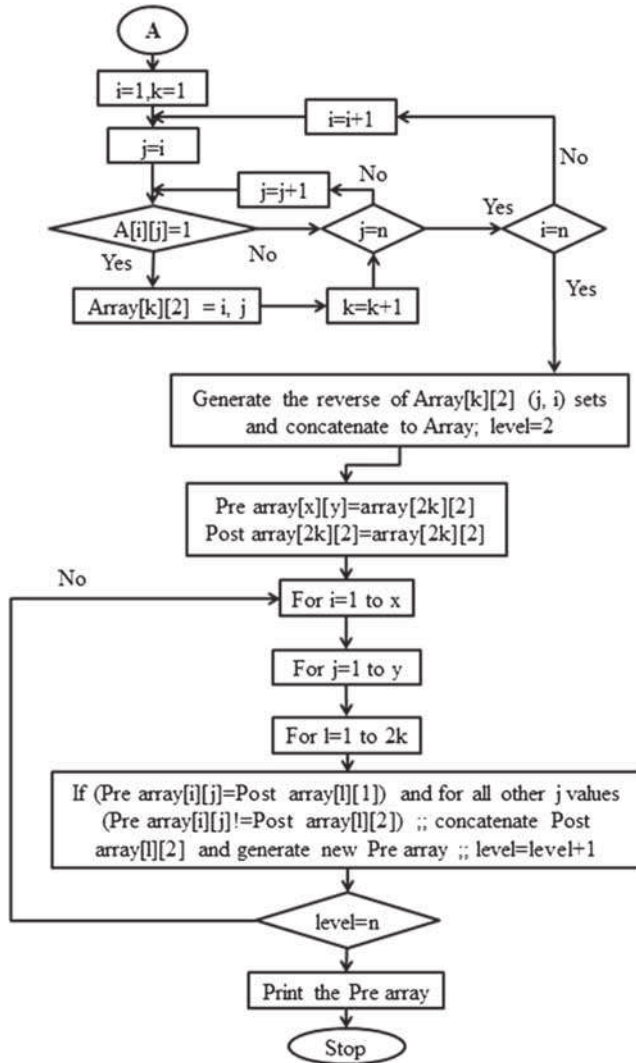 A
i=1,k=1
i=i+1
j=i
No
No
j=j+1
A[i][j]=1
j=n
Yes
i=n
No
Yes
Yes
Array[k][2] = i, j
k=k+1
Generate the reverse of Array[k][2] (j, i) sets
and concatenate to Array; level=2
Pre array[x][y]=array[2k][2]
Post array[2k][2]=array[2k][2]
No
For i=1 to x
For j=1 to y
For l=1 to 2k
If (Pre array[i][j]=Post array[l][1]) and for all other j values
(Pre array[i][j]!=Post array[l][2]) ;; concatenate Post
array[l][2] and generate new Pre array ;; level=level+1
level=n
Print the Pre array
Stop